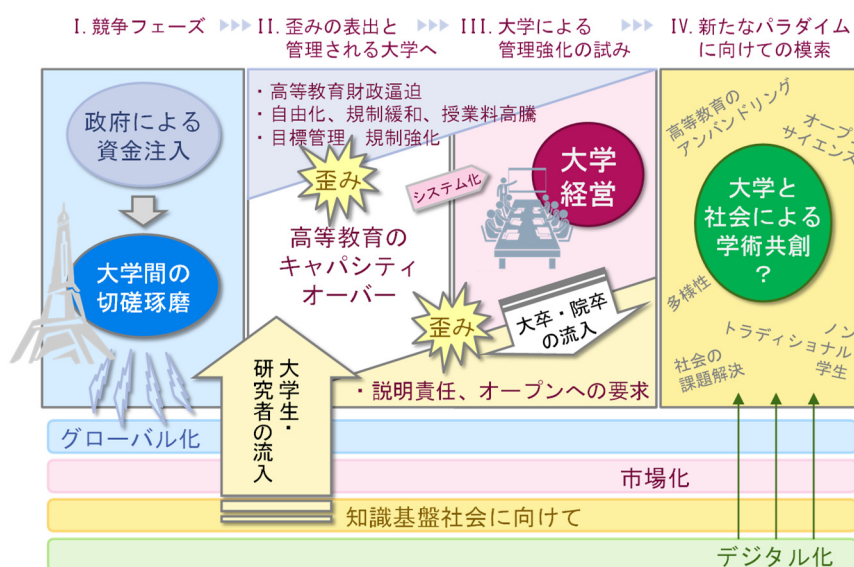 I. 競争フェーズ
II. 歪みの表出と
管理される大学へ
III. 大学による
管理強化の試み
IV. 新たなパラダイム
に向けての模索
政府による
資金注入
大学間の
切磋琢磨
・高等教育財政逼迫
・自由化、規制緩和、授業料高騰
・目標管理、規制強化
歪み
高等教育の
キャパシティ
オーバー
システム化
大学
経営
歪み
大卒・院卒
の流入
・説明責任、オープンへの要求
大学生・
研究者の流入
高等教育の
アンバンドリング
オープン
サイエンス
大学と
社会による
学術共創
？
多様性
ノン
トラディショナル
学生
社会の
課題解決
グローバル化
市場化
知識基盤社会に向けて
デジタル化